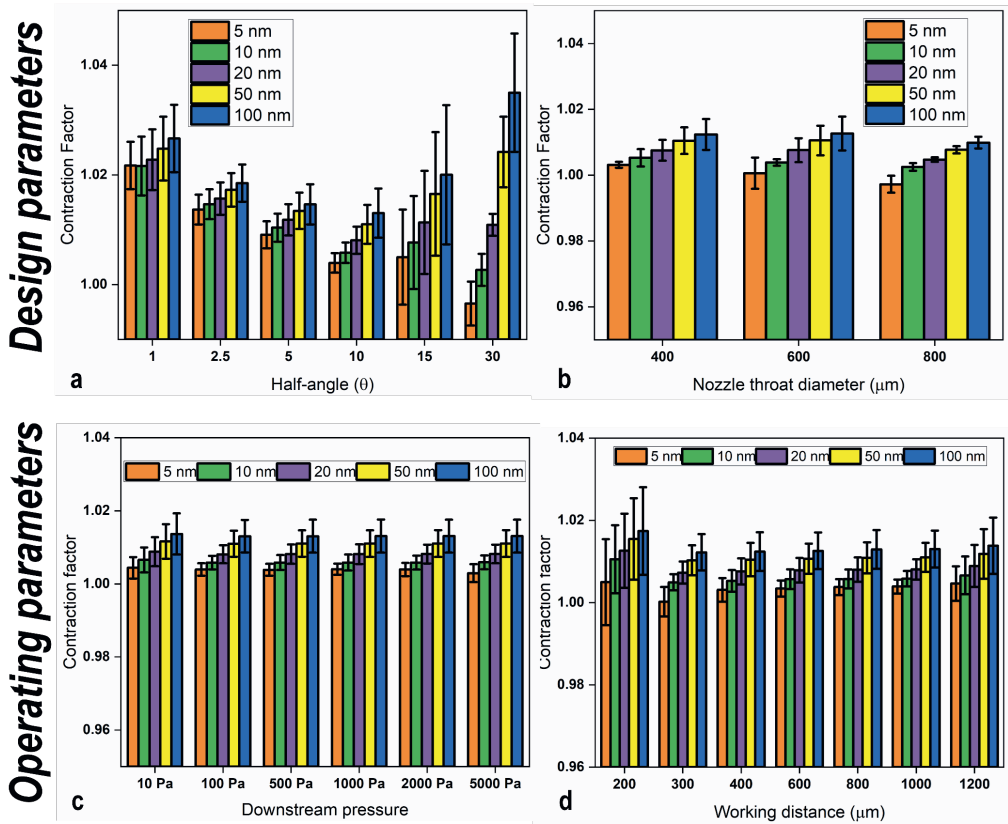 Design parameters
1.04
1.02
1.00
Contraction Factor
5 nm
10 nm
20 nm
50 nm
100 nm
1 2.5 5 10 15 30
a
Half-angle (θ)
1.04
1.02
1.00
0.98
0.96
Contraction Factor
5 nm
10 nm
20 nm
50 nm
100 nm
400 600 800
b
Nozzle throat diameter (μm)
Operating parameters
1.04
1.02
1.00
0.98
0.96
Contraction factor
5 nm 10 nm 20 nm 50 nm 100 nm
10 Pa 100 Pa 500 Pa 1000 Pa 2000 Pa 5000 Pa
c
Downstream pressure
1.04
1.02
1.00
0.98
0.96
Contraction factor
5 nm 10 nm 20 nm 50 nm 100 nm
200 300 400 600 800 1000 1200
d
Working distance (μm)